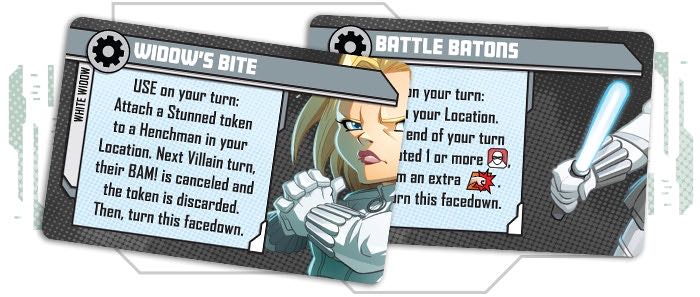 WIDOW'S BITE
WHITE WIDOW
USE on your turn:
Attach a Stunned token
to a Henchman in your
Location. Next Villain turn,
their BAM! is canceled and
the token is discarded.
Then, turn this facedown.
BATTLE BATONS
on your turn:
your Location.
end of your turn
ted 1 or more
m an extra
urn this facedown.